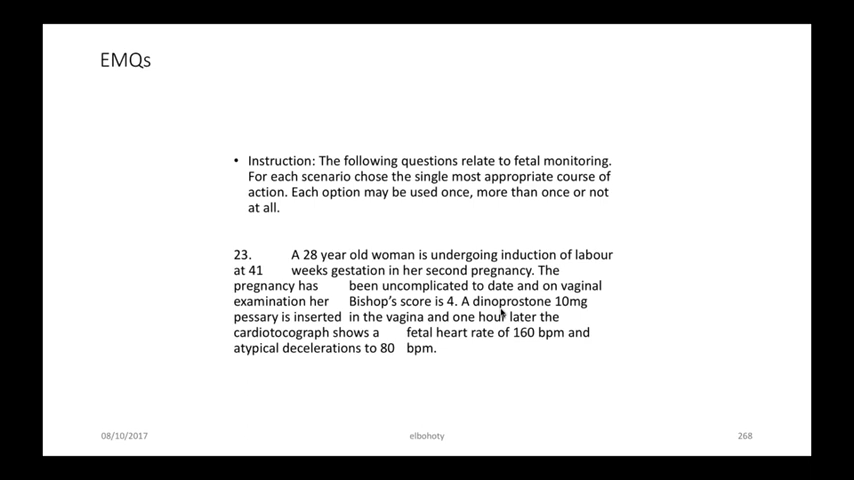 EMQs
• Instruction: The following questions relate to fetal monitoring.
For each scenario chose the single most appropriate course of
action. Each option may be used once, more than once or not
at all.
23. A 28 year old woman is undergoing induction of labour
at 41 weeks gestation in her second pregnancy. The
pregnancy has been uncomplicated to date and on vaginal
examination her Bishop's score is 4. A dinoprostone 10mg
pessary is inserted in the vagina and one hour later the
cardiotocograph shows a fetal heart rate of 160 bpm and
atypical decelerations to 80 bpm.
08/10/2017 elbohoty 268